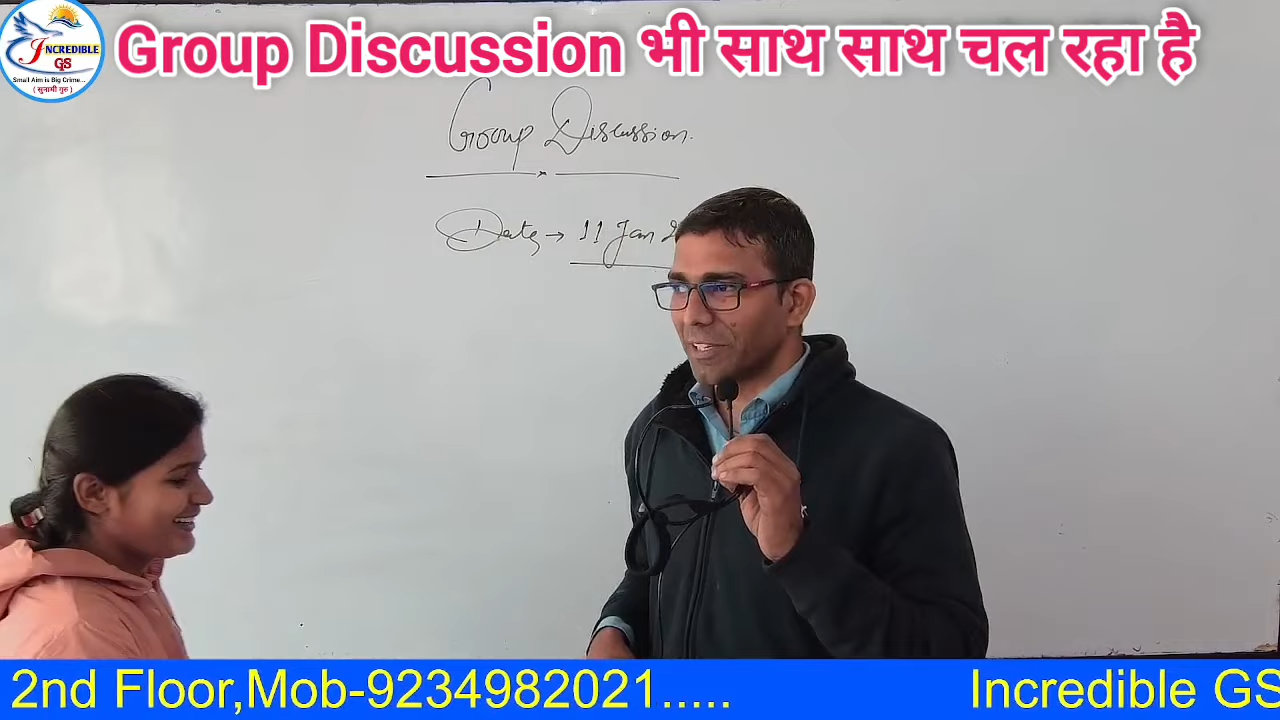 INCREDIBLE
GS
Small Aim is Big Crime...
( सुनामी गुरु )
Group Discussion भी साथ साथ चल रहा है
Group Discussion.
Date → 11 Jan
2nd Floor,Mob-9234982021..... Incredible GS